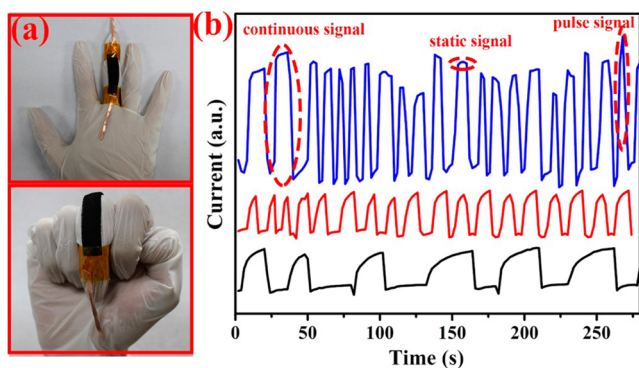 (a)
(b)
continuous signal
static signal
pulse signal
Current (a.u.)
0 50 100 150 200 250
Time (s)